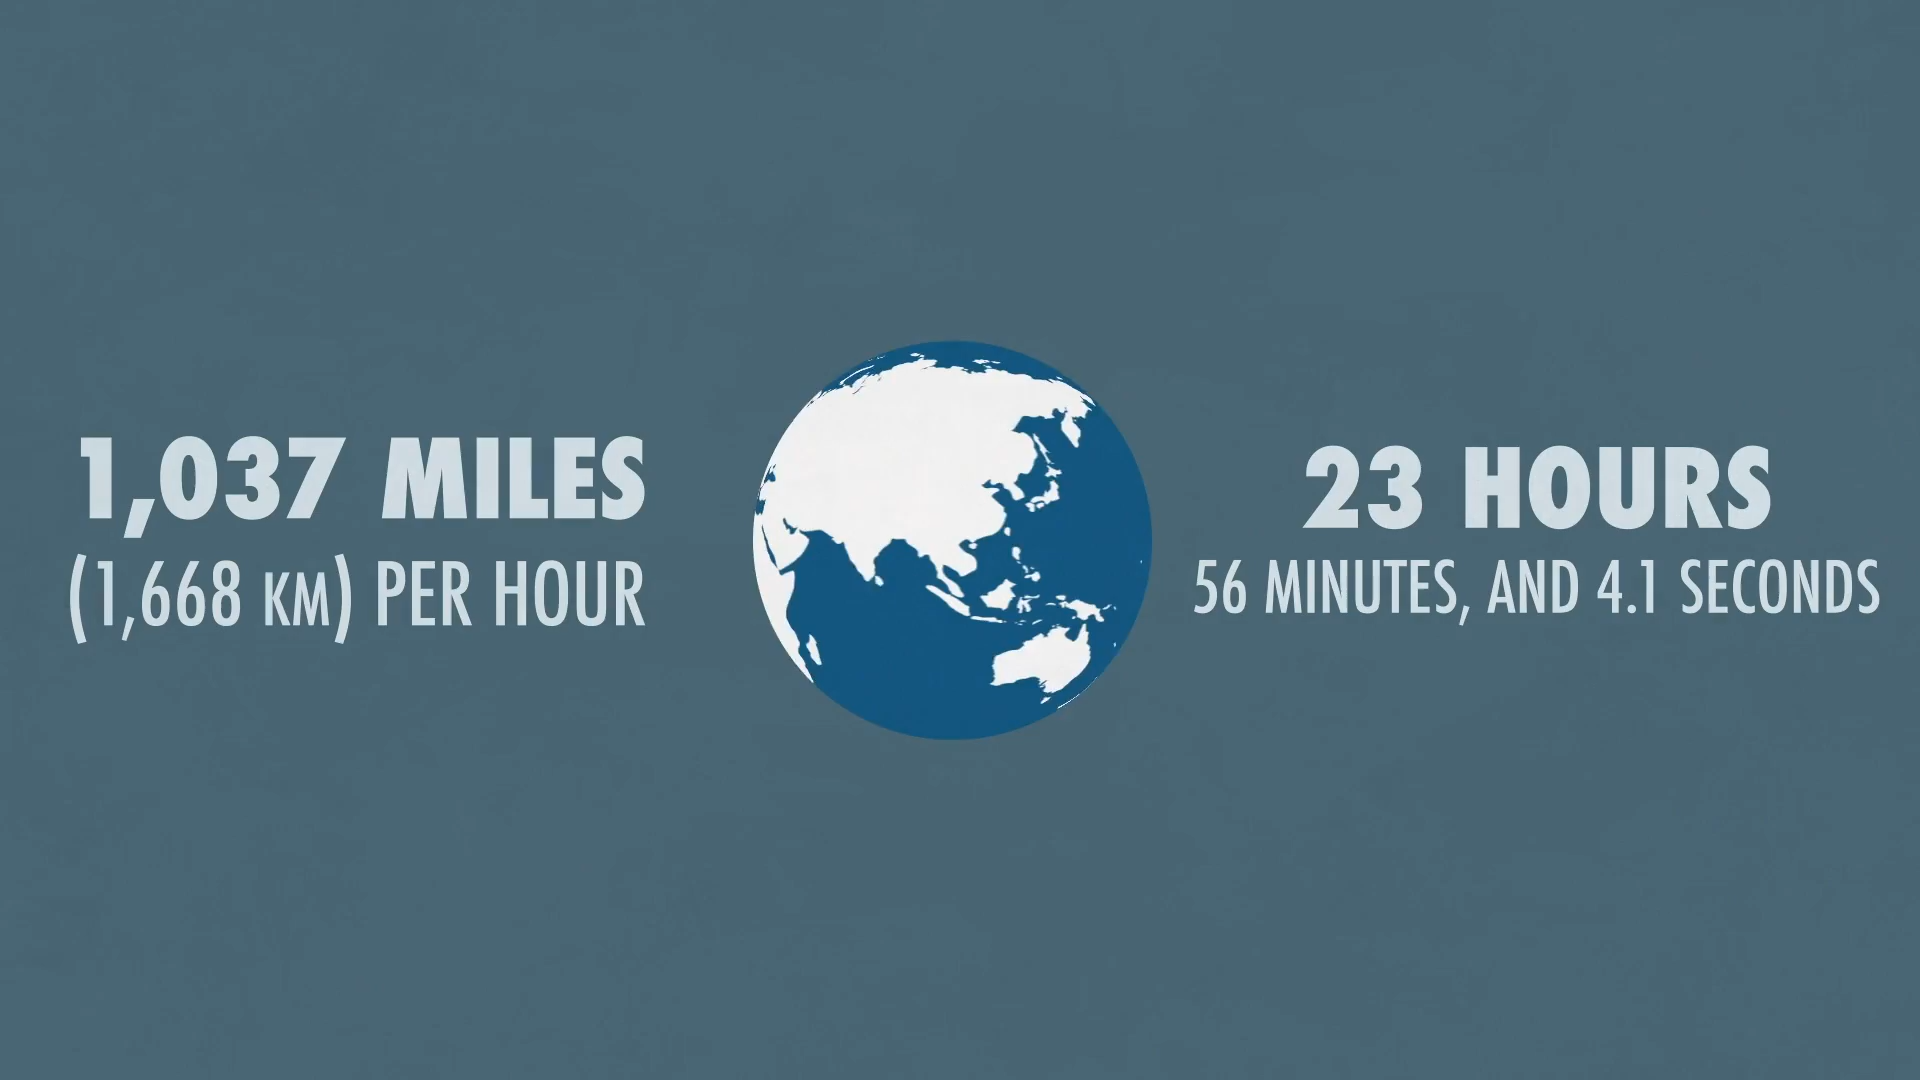 1,037 MILES
(1,668 KM) PER HOUR
23 HOURS
56 MINUTES, AND 4.1 SECONDS